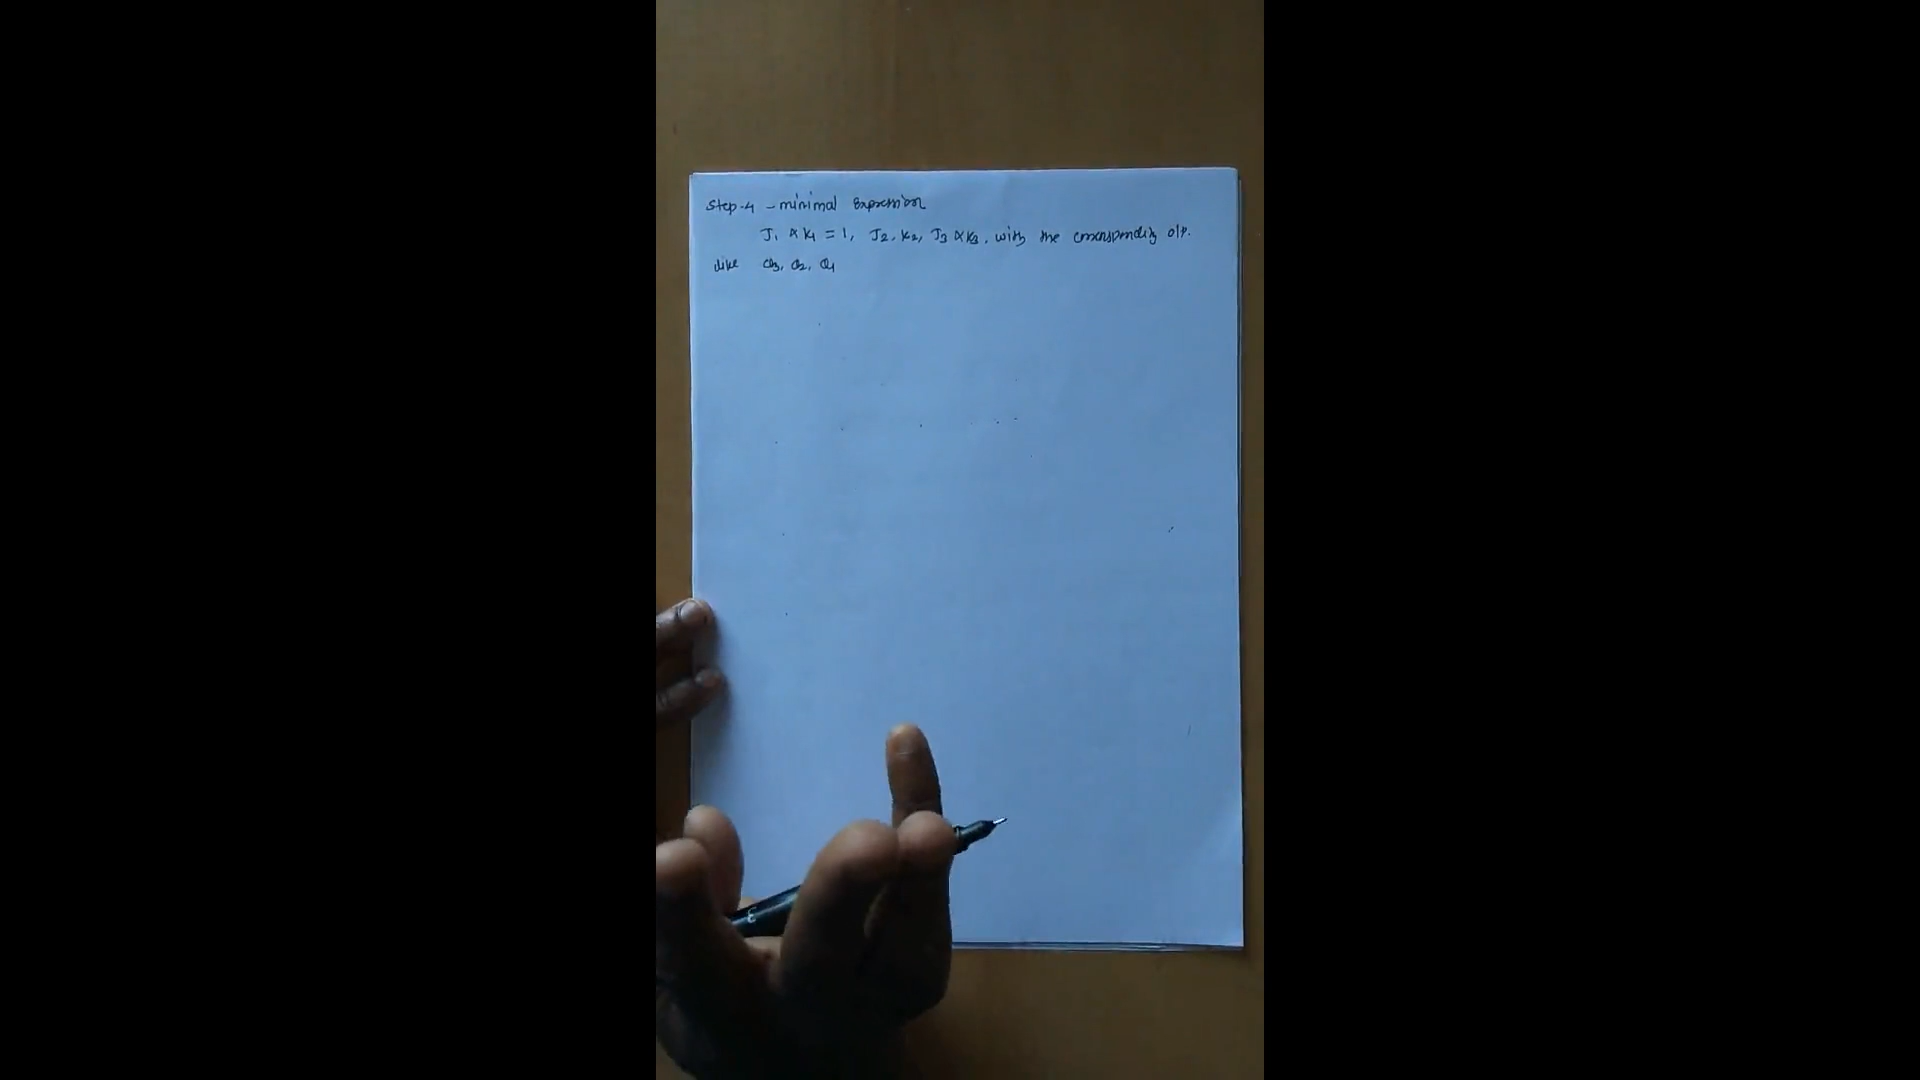 Step-4 - minimal Expression
J1 & K1 = 1, J2, K2, J3 & K3, with the corresponding o/p.
like Q3, Q2, Q1